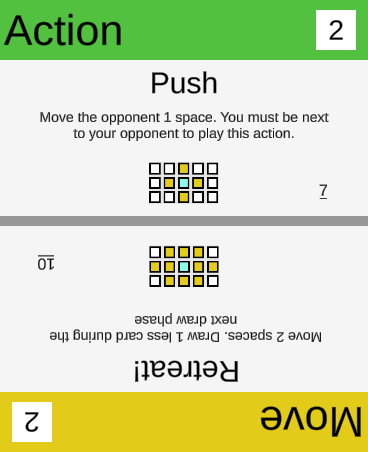 Action
2
Push
Move the opponent 1 space. You must be next
to your opponent to play this action.
7
Move
2
Retreat!
Move 2 spaces. Draw 1 less card during the
next draw phase
10